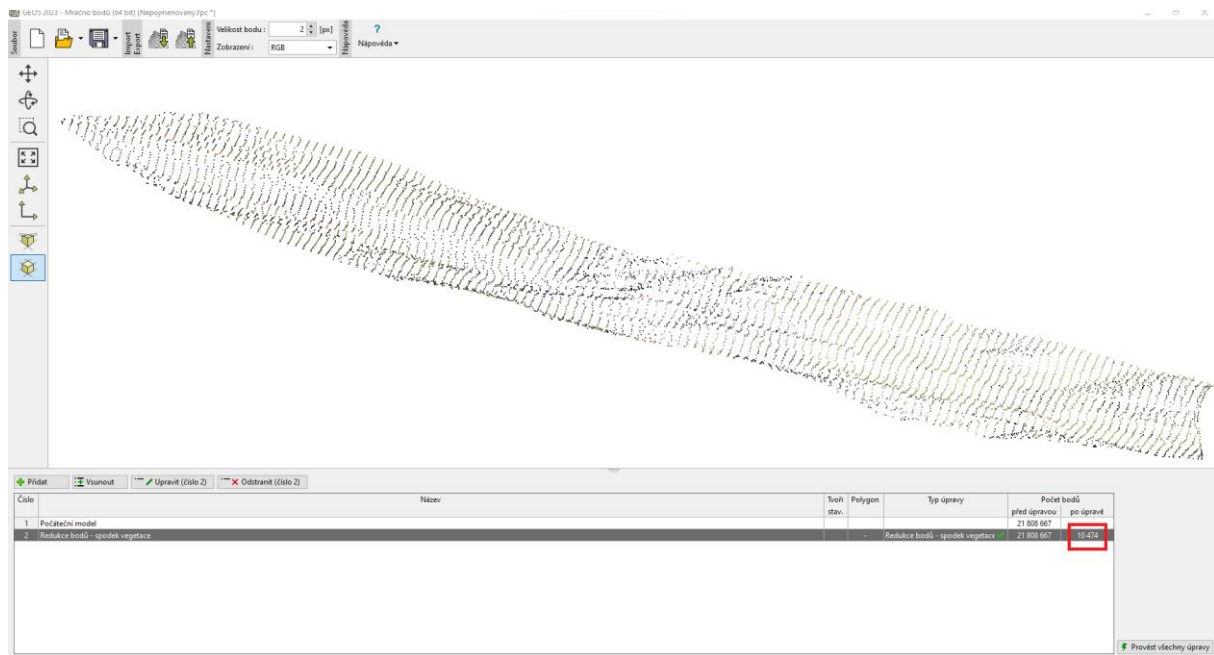 GEO5 2023 - Mračno bodů (64 bit) [Nepojmenovaný.fpc *]
Soubor
Import
Export
Nastavení
Velikost bodu : 2 [px]
Zobrazení : RGB
Nápověda
?
Nápověda
Přidat Vsunout Upravit (číslo 2) Odstranit (číslo 2)
Číslo Název Tvoří Polygon Typ úpravy Počet bodů
stav. před úpravou po úpravě
1 Počáteční model 21 808 667
2 Redukce bodů - spodek vegetace - Redukce bodů - spodek vegetace 21 808 667 10 474
Provést všechny úpravy